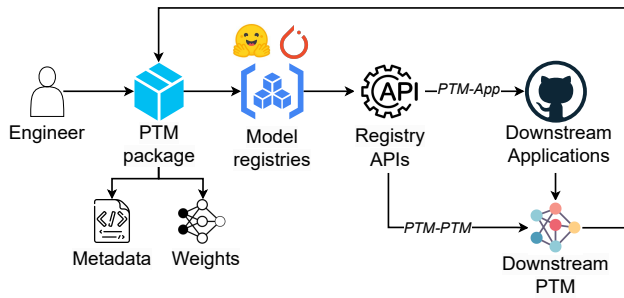 Engineer
PTM
package
Model
registries
API
Registry
APIs
PTM-App
Downstream
Applications
Metadata
Weights
PTM-PTM
Downstream
PTM